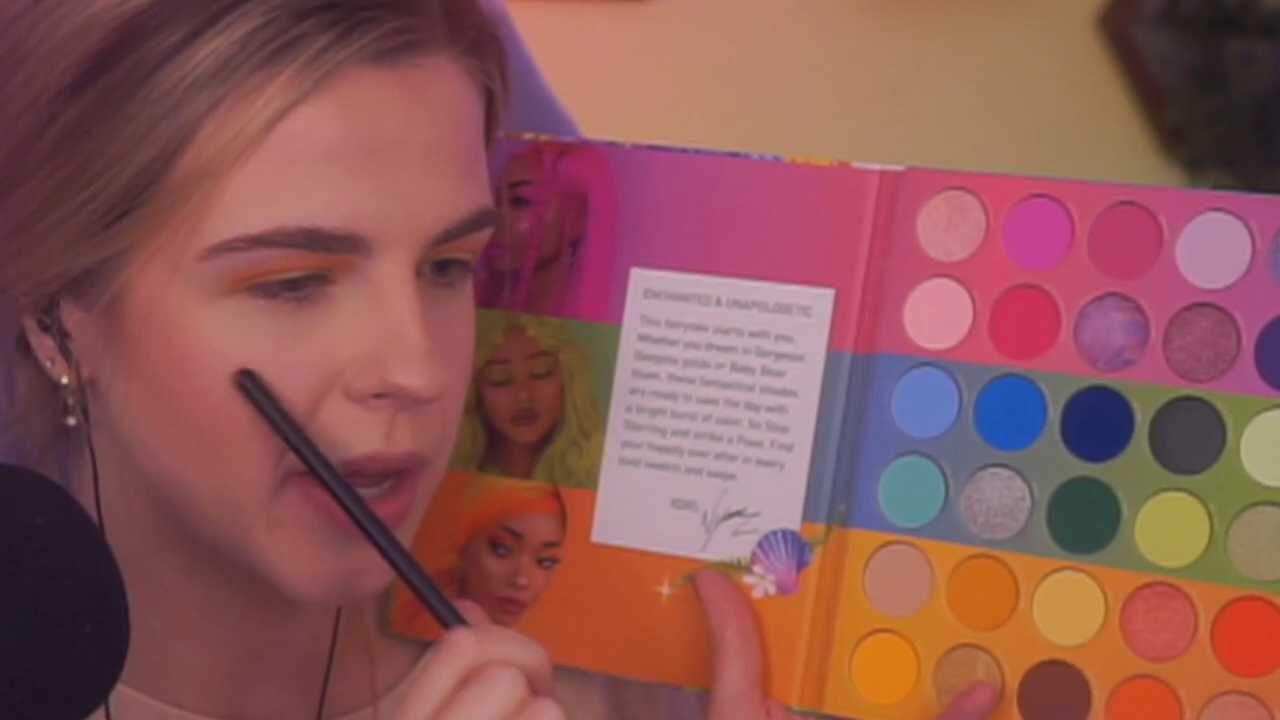 ENCHANTED & UNAPOLOGETIC
This fairytale starts with you.
Whether you dream in Gorgeous
Gangsta golds or Baby Bear
blues, these fantastical shades
are ready to save the day with
a bright burst of color. So Stop
Starring and strike a Pose. Find
your happily ever after in every
bold swatch and swipe.
XOXO,